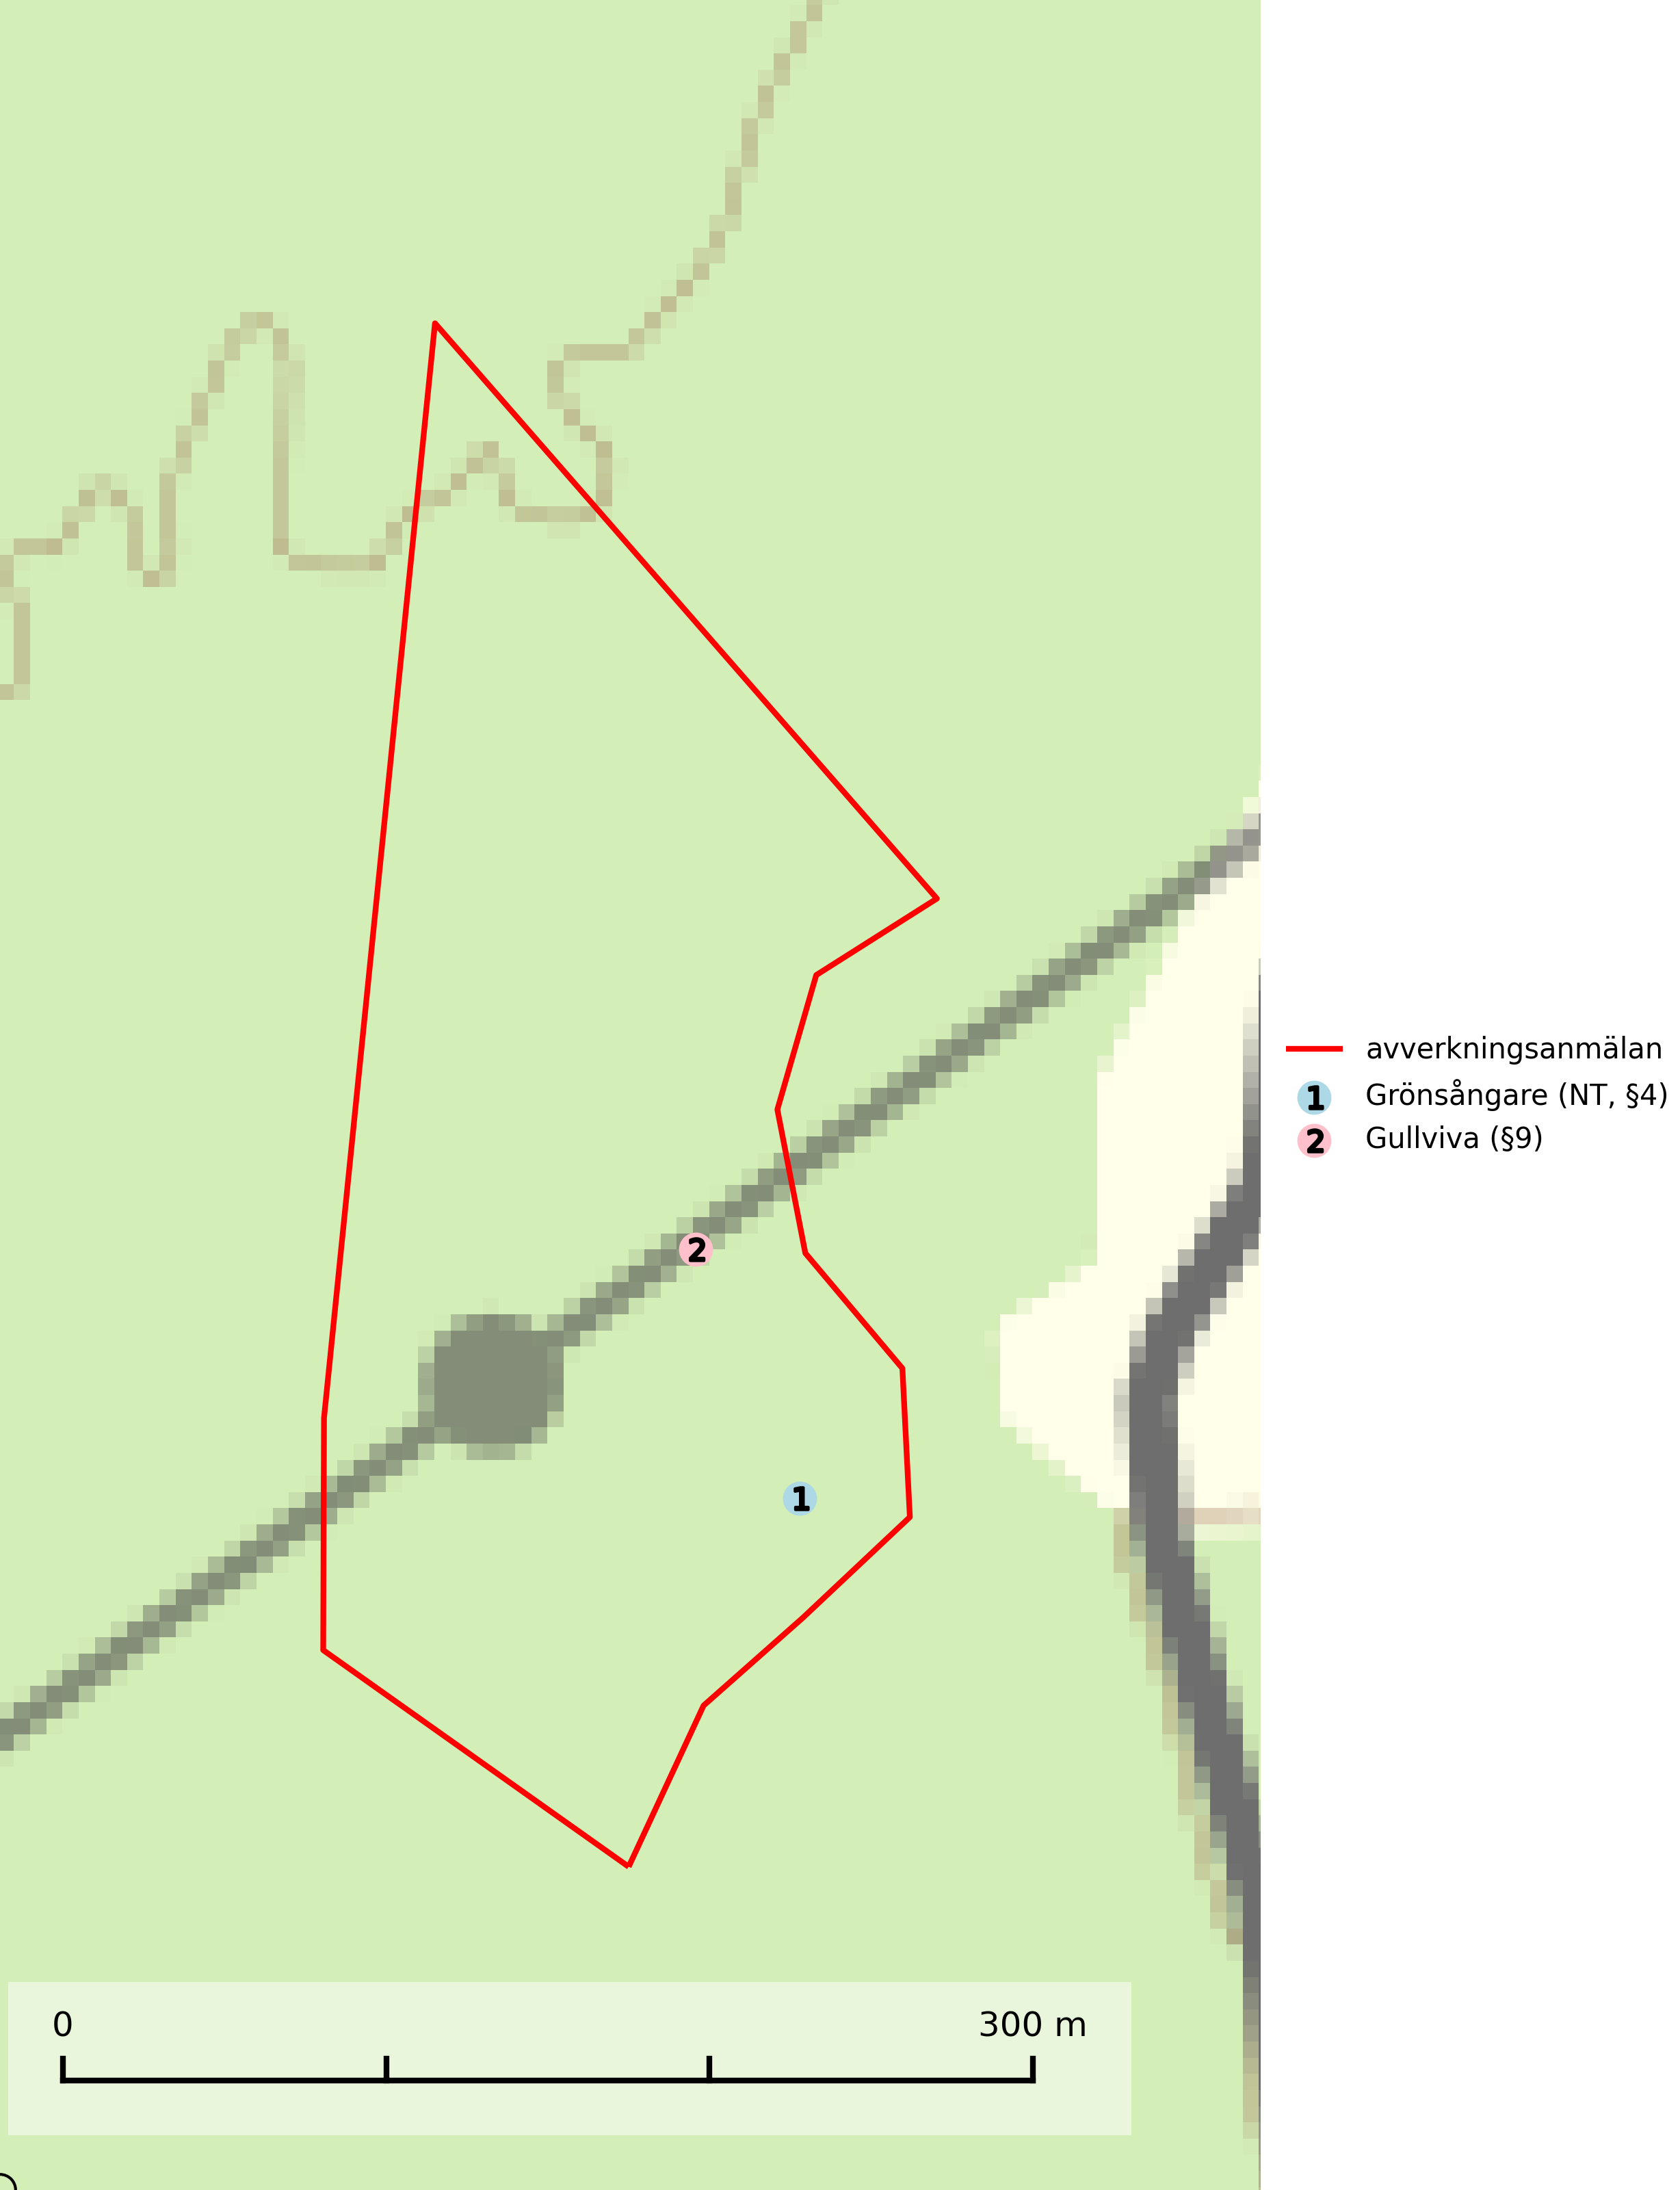 avverkningsanmälan
1 Grönsångare (NT, §4)
2 Gullviva (§9)
2
1
0 300 m